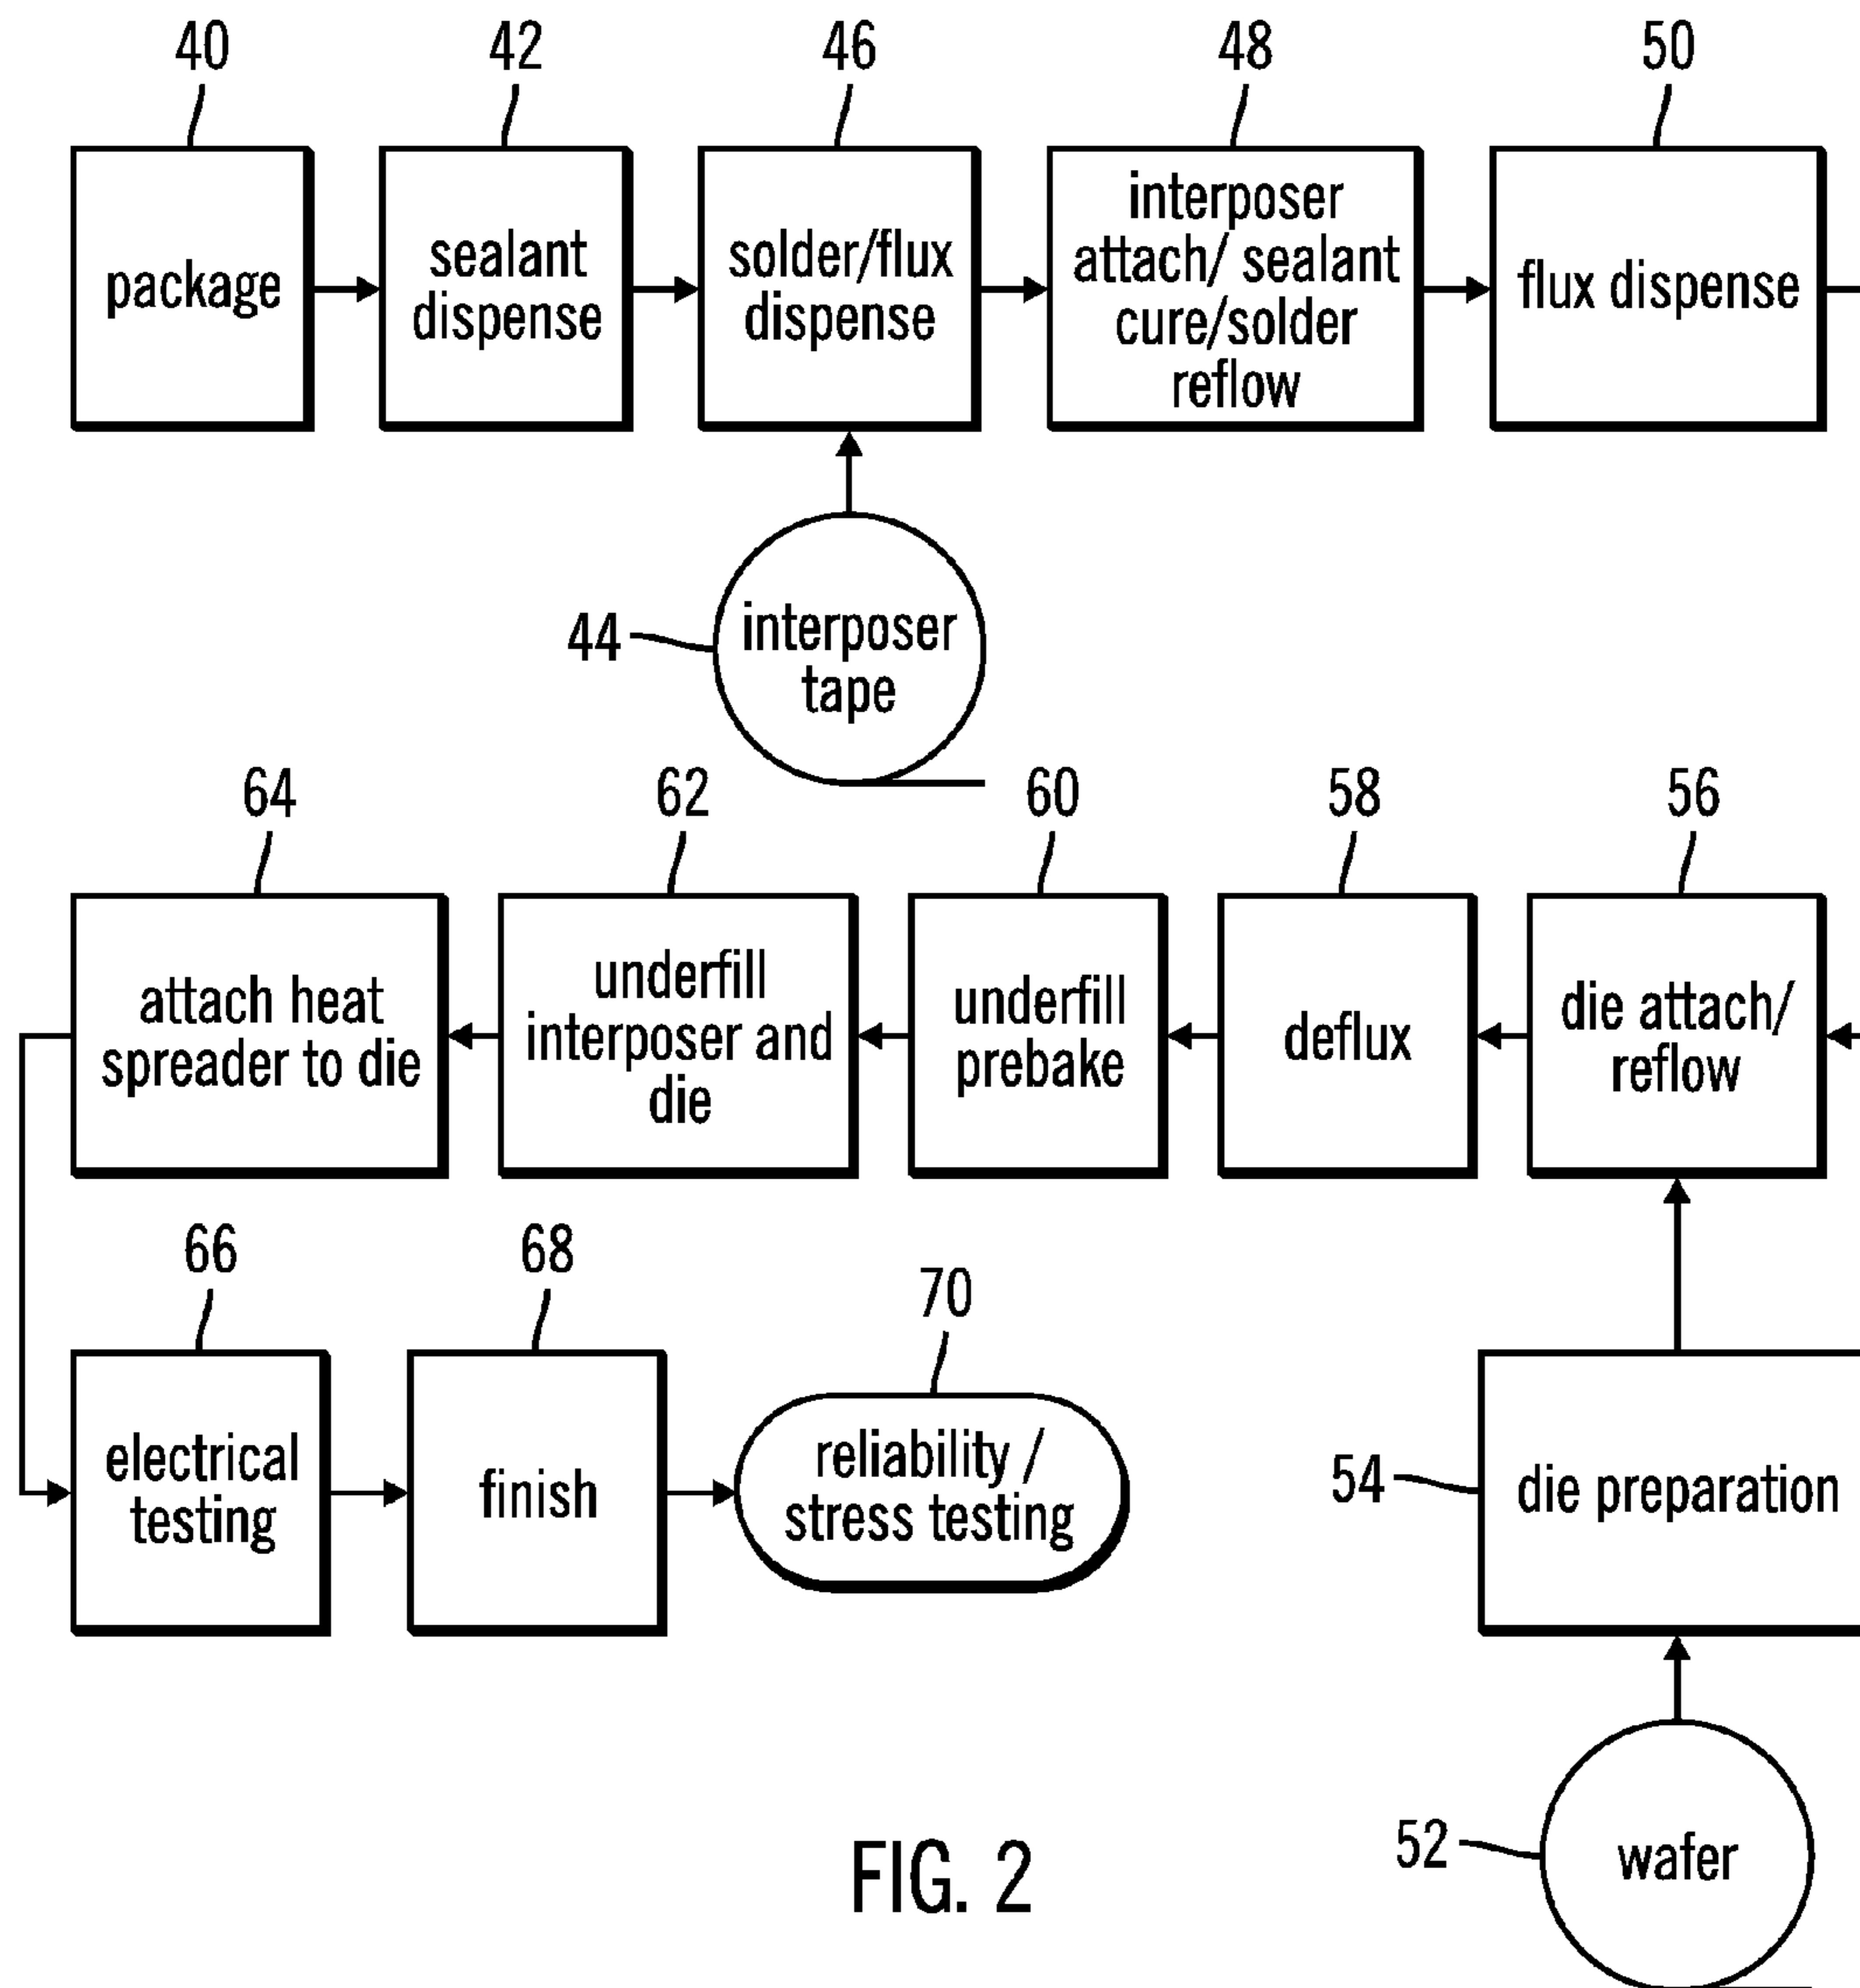 40
42
46
48
50
package
sealant
dispense
solder/flux
dispense
interposer
attach/ sealant
cure/solder
reflow
flux dispense
44
interposer
tape
64
62
60
58
56
attach heat
spreader to die
underfill
interposer and
die
underfill
prebake
deflux
die attach/
reflow
66
68
70
electrical
testing
finish
reliability /
stress testing
54
die preparation
52
wafer
FIG. 2